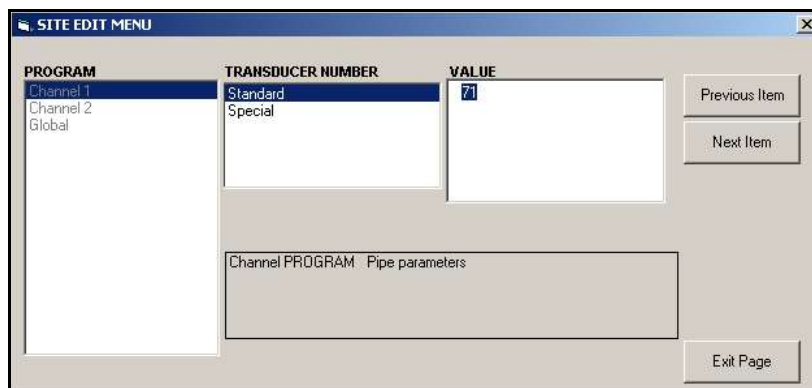 SITE EDIT MENU
PROGRAM
Channel 1
Channel 2
Global
TRANSDUCER NUMBER
Standard
Special
VALUE
71
Previous Item
Next Item
Channel PROGRAM Pipe parameters
Exit Page